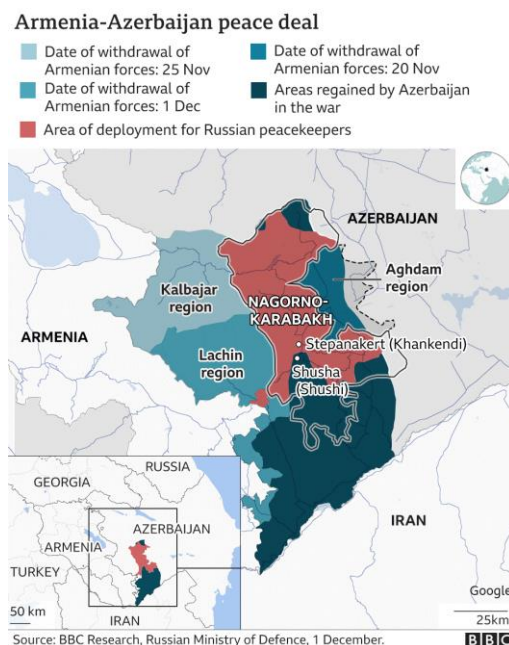 Armenia-Azerbaijan peace deal
Date of withdrawal of
Armenian forces: 25 Nov
Date of withdrawal of
Armenian forces: 20 Nov
Date of withdrawal of
Armenian forces: 1 Dec
Areas regained by Azerbaijan
in the war
Area of deployment for Russian peacekeepers
AZERBAIJAN
Kalbajar
region
Aghdam
region
NAGORNO-
KARABAKH
ARMENIA
Stepanakert (Khankendi)
Lachin
region
Shusha
(Shushi)
RUSSIA
GEORGIA
AZERBAIJAN
ARMENIA
TURKEY
IRAN
50 km
IRAN
Google
25km
Source: BBC Research, Russian Ministry of Defence, 1 December.
BBC